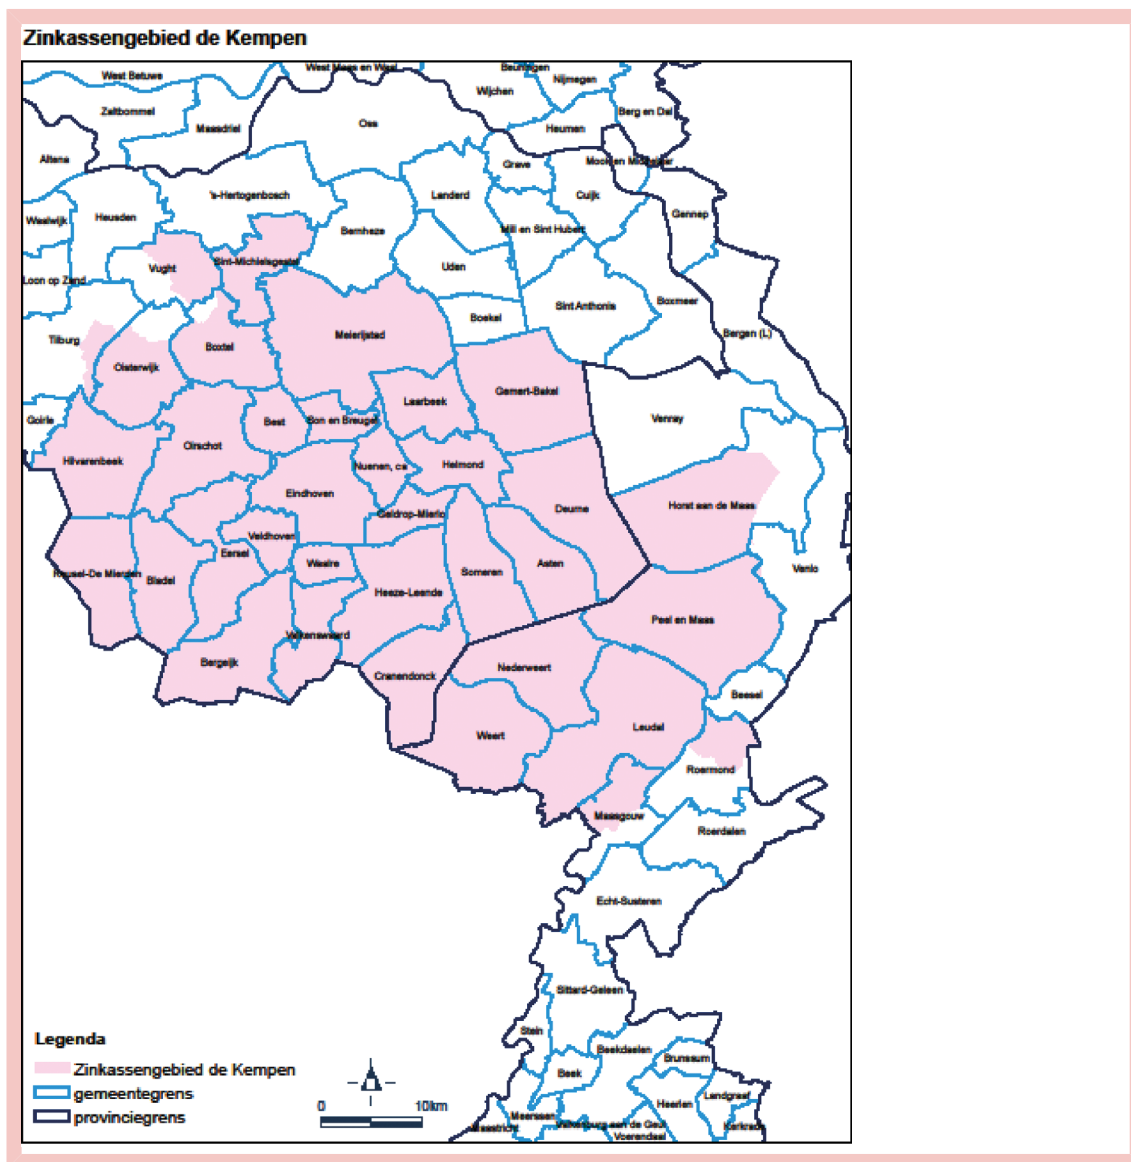 Zinkassengebied de Kempen
West Betuwe
West Maas en Waal
Beuningen
Nijmegen
Wijchen
Zaltbommel
Berg en Dal
Maasdriel
Oss
Heumen
Altena
Grave
Mook en Middelaar
's-Hertogenbosch
Landerd
Cuijk
Waalwijk
Heusden
Gennep
Bernheze
Mill en Sint Hubert
Vught
Sint-Michielsgestel
Uden
Loon op Zand
Boxmeer
Sint Anthonis
Boekel
Bergen (L)
Tilburg
Meierijstad
Boxtel
Oisterwijk
Gemert-Bakel
Laarbeek
Goirle
Best
Son en Breugel
Venray
Oirschot
Hilvarenbeek
Nuenen, ca
Helmond
Eindhoven
Horst aan de Maas
Geldrop-Mierlo
Deurne
Veldhoven
Eersel
Waalre
Asten
Venlo
Reusel-De Mierden
Bladel
Someren
Heeze-Leende
Peel en Maas
Valkenswaard
Bergeijk
Nederweert
Cranendonck
Beesel
Leudal
Weert
Roermond
Maasgouw
Roerdalen
Echt-Susteren
Sittard-Geleen
Stein
Beekdaelen
Brunssum
Beek
Landgraaf
Heerlen
Meerssen
Maastricht
Valkenburg aan de Geul
Kerkrade
Voerendaal
Legenda
Zinkassengebied de Kempen
gemeentegrens
provinciegrens
0 10km